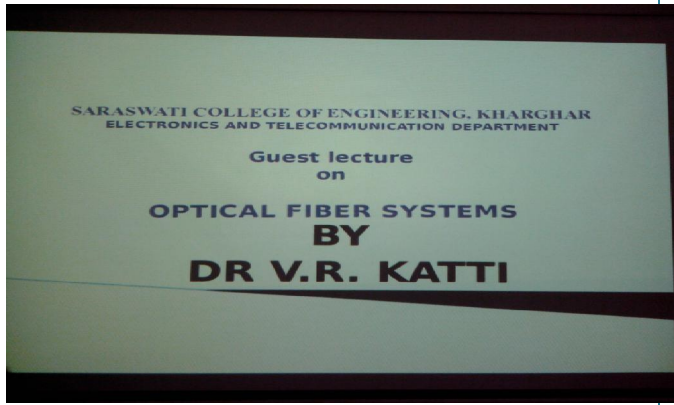 SARASWATI COLLEGE OF ENGINEERING, KHARGHAR
ELECTRONICS AND TELECOMMUNICATION DEPARTMENT
Guest lecture
on
OPTICAL FIBER SYSTEMS
BY
DR V.R. KATTI